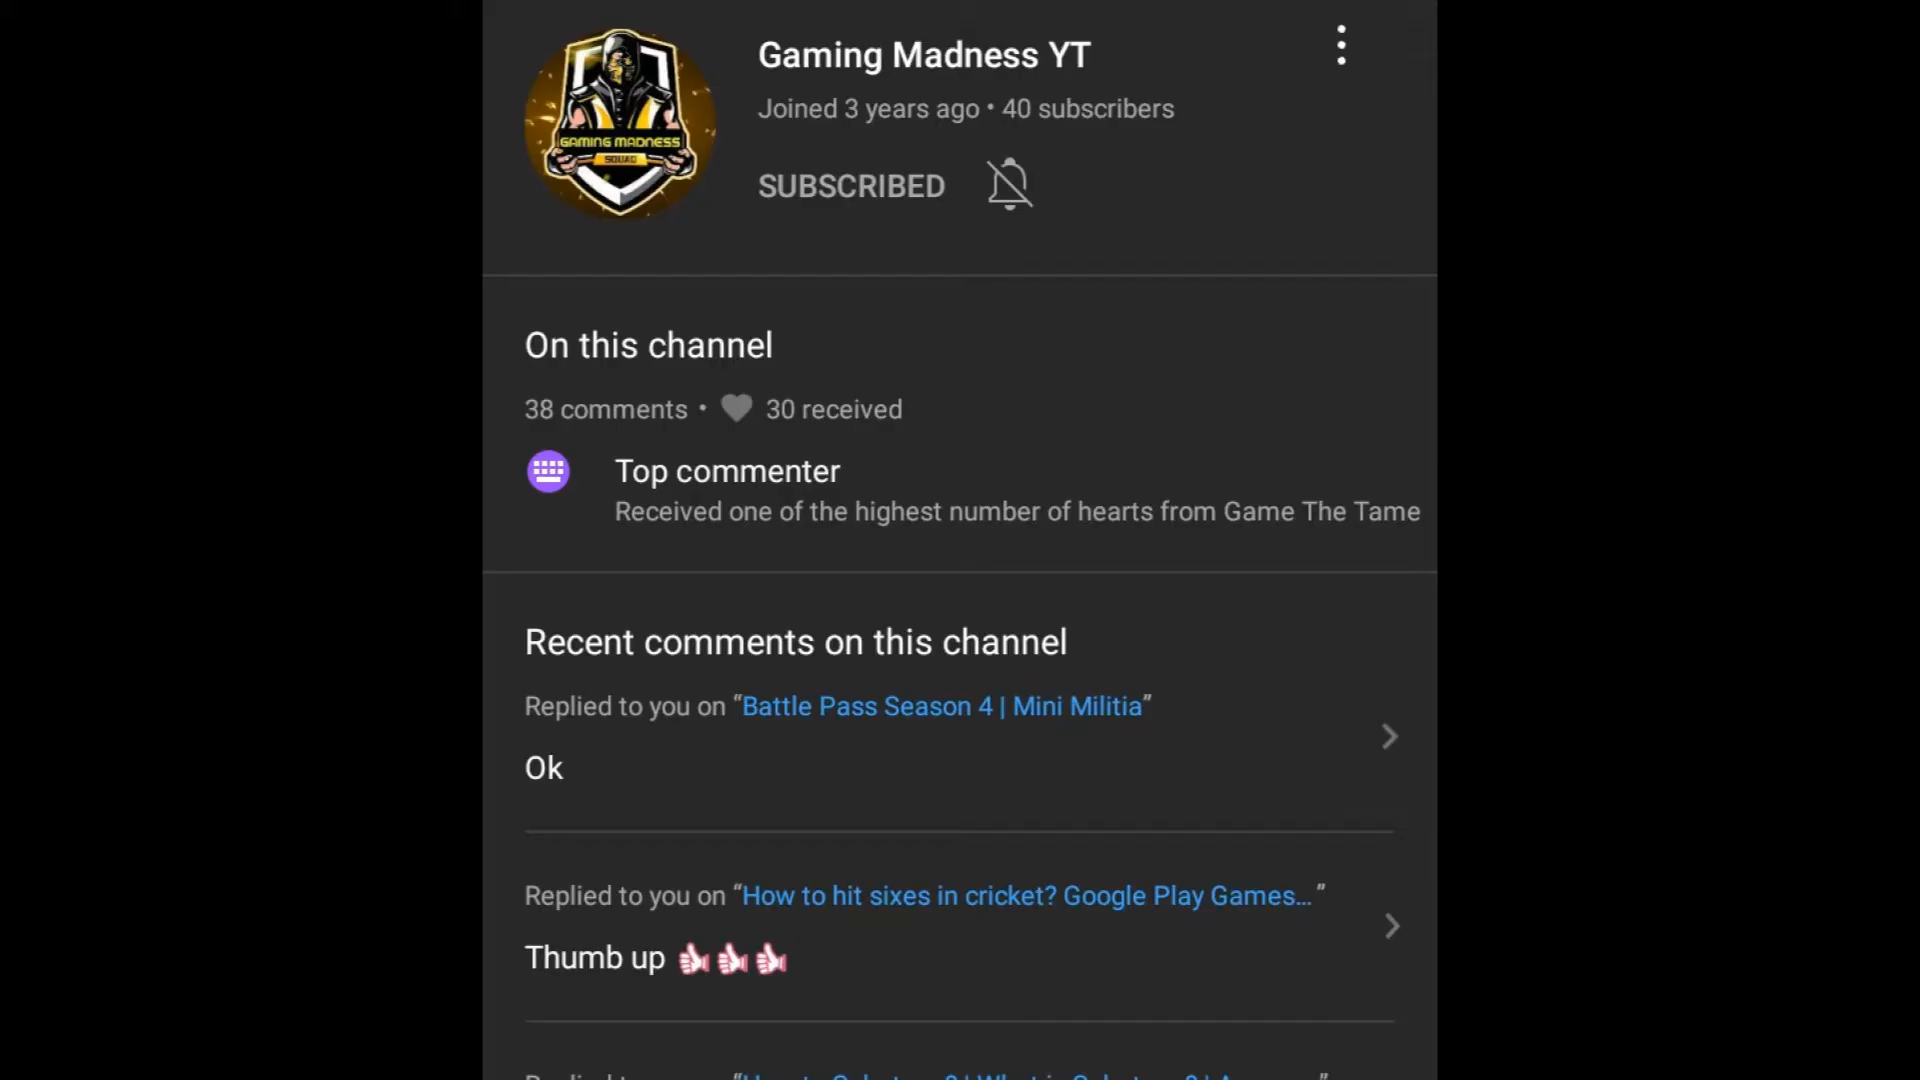 Gaming Madness YT
Joined 3 years ago • 40 subscribers
GAMING MADNESS
SQUAD
SUBSCRIBED
On this channel
38 comments • 30 received
Top commenter
Received one of the highest number of hearts from Game The Tame
Recent comments on this channel
Replied to you on “Battle Pass Season 4 | Mini Militia”
Ok
Replied to you on “How to hit sixes in cricket? Google Play Games...”
Thumb up 👍👍👍